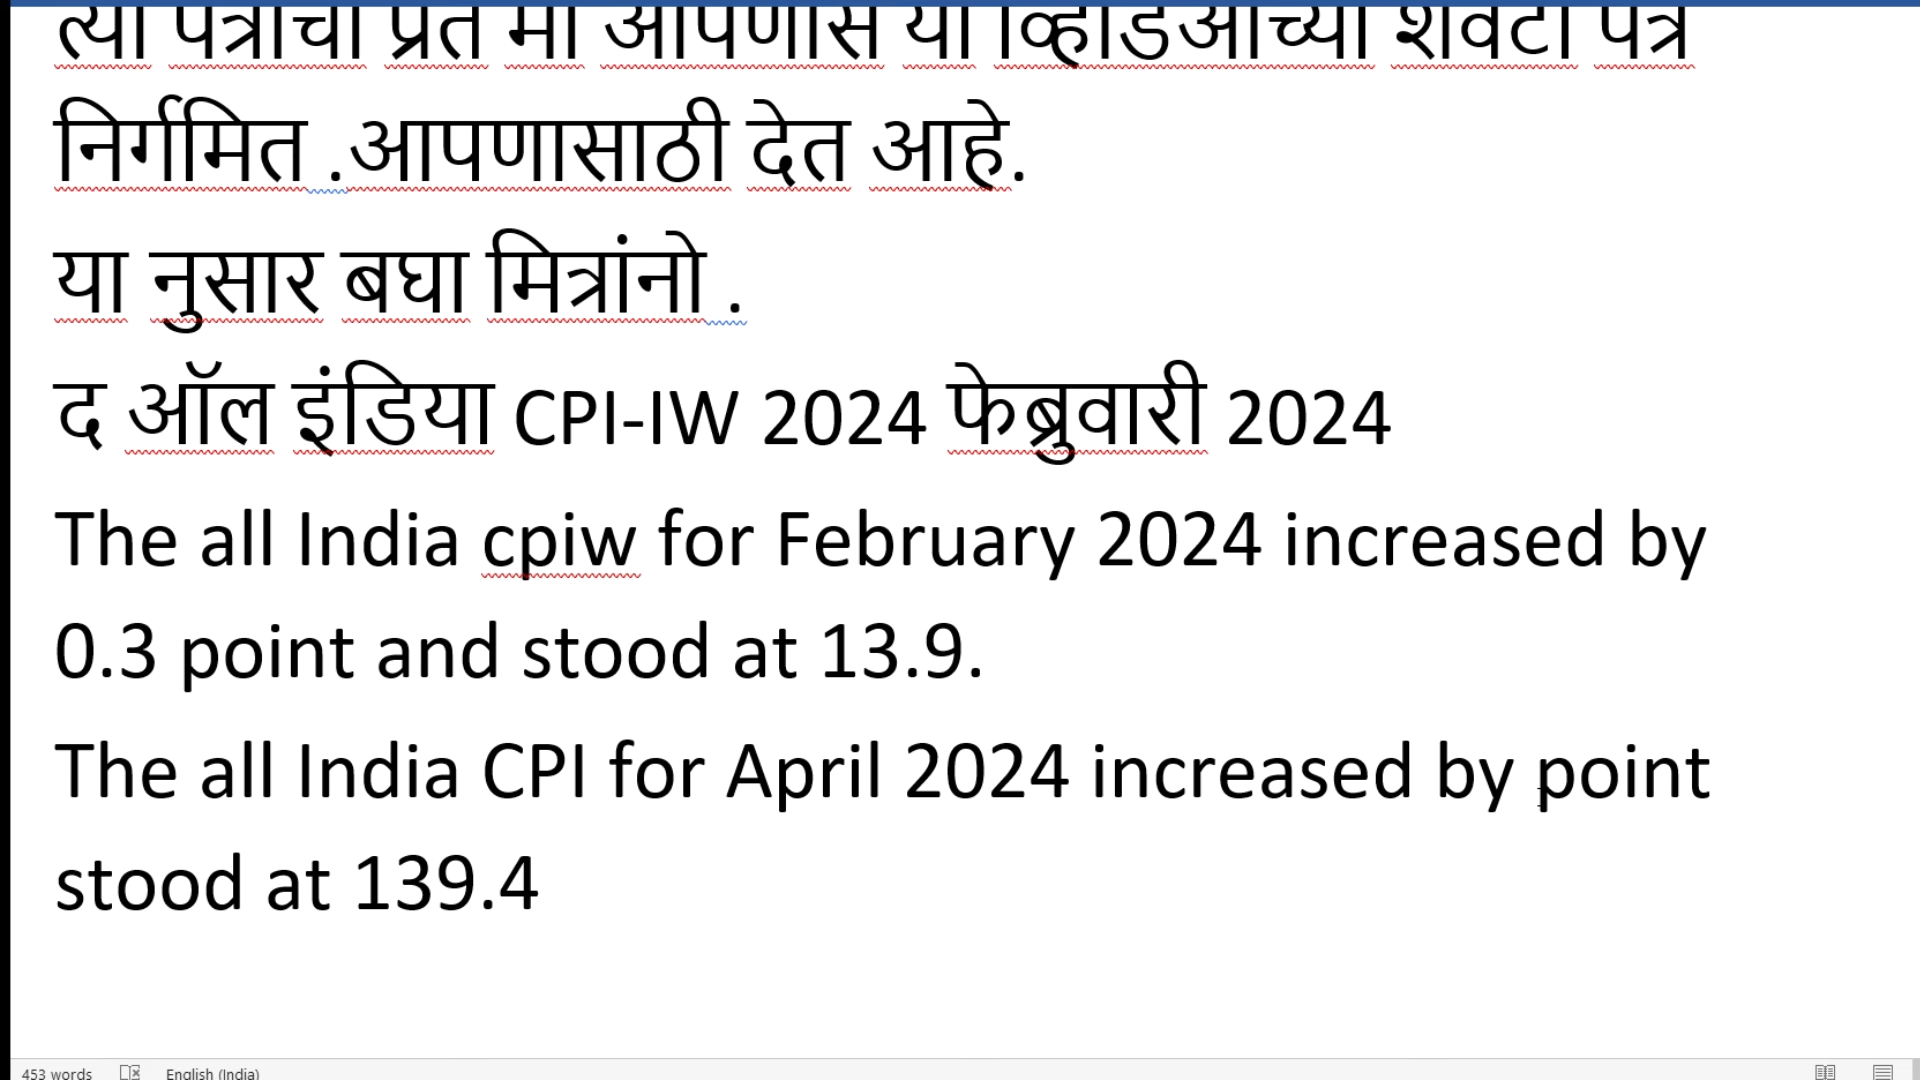 त्या पत्राची प्रत मी आपणास या व्हिडिओच्या शेवटी पत्र
निर्गमित .आपणासाठी देत आहे.
या नुसार बघा मित्रांनो .
द ऑल इंडिया CPI-IW 2024 फेब्रुवारी 2024
The all India cpiw for February 2024 increased by
0.3 point and stood at 13.9.
The all India CPI for April 2024 increased by point
stood at 139.4
453 words English (India)